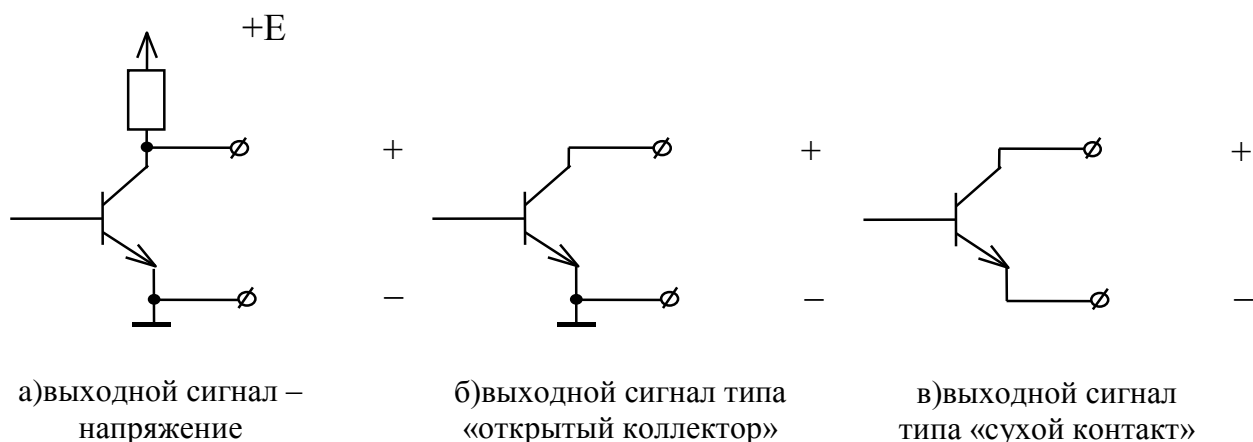 +E
+ + +
– – –
а)выходной сигнал –
напряжение
б)выходной сигнал типа
«открытый коллектор»
в)выходной сигнал
типа «сухой контакт»